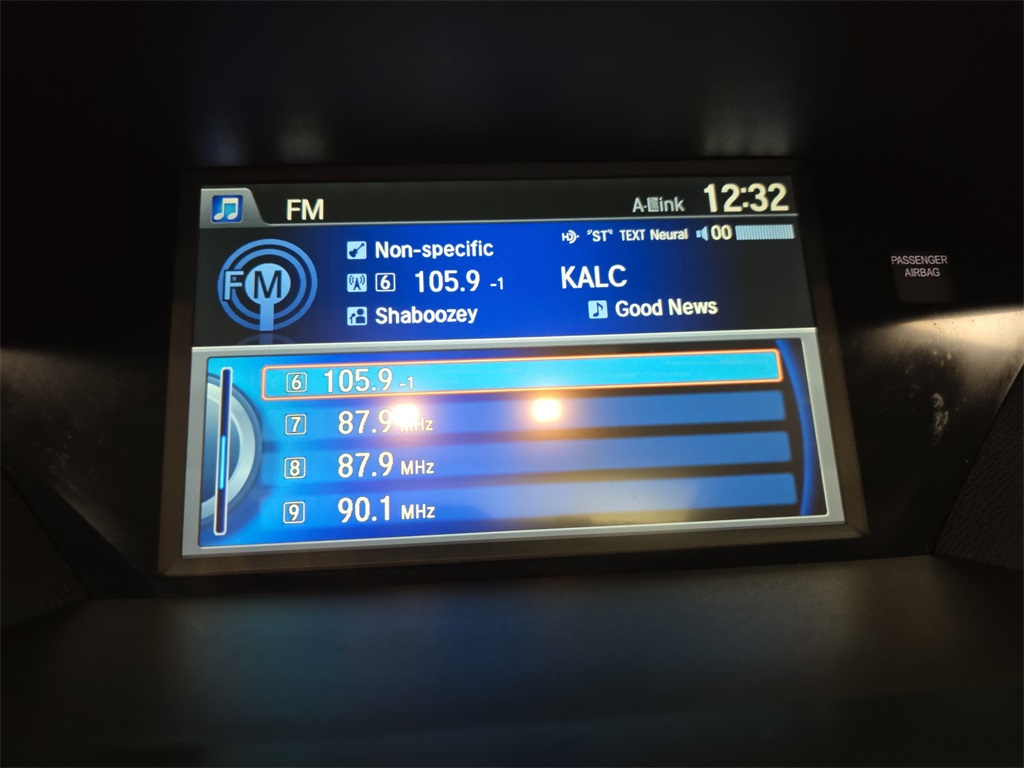 FM
A-Link 12:32
FM
Non-specific
"ST" TEXT Neural 00
6 105.9 -1
KALC
Shaboozey
Good News
6 105.9 -1
7 87.9 MHz
8 87.9 MHz
9 90.1 MHz
PASSENGER
AIRBAG